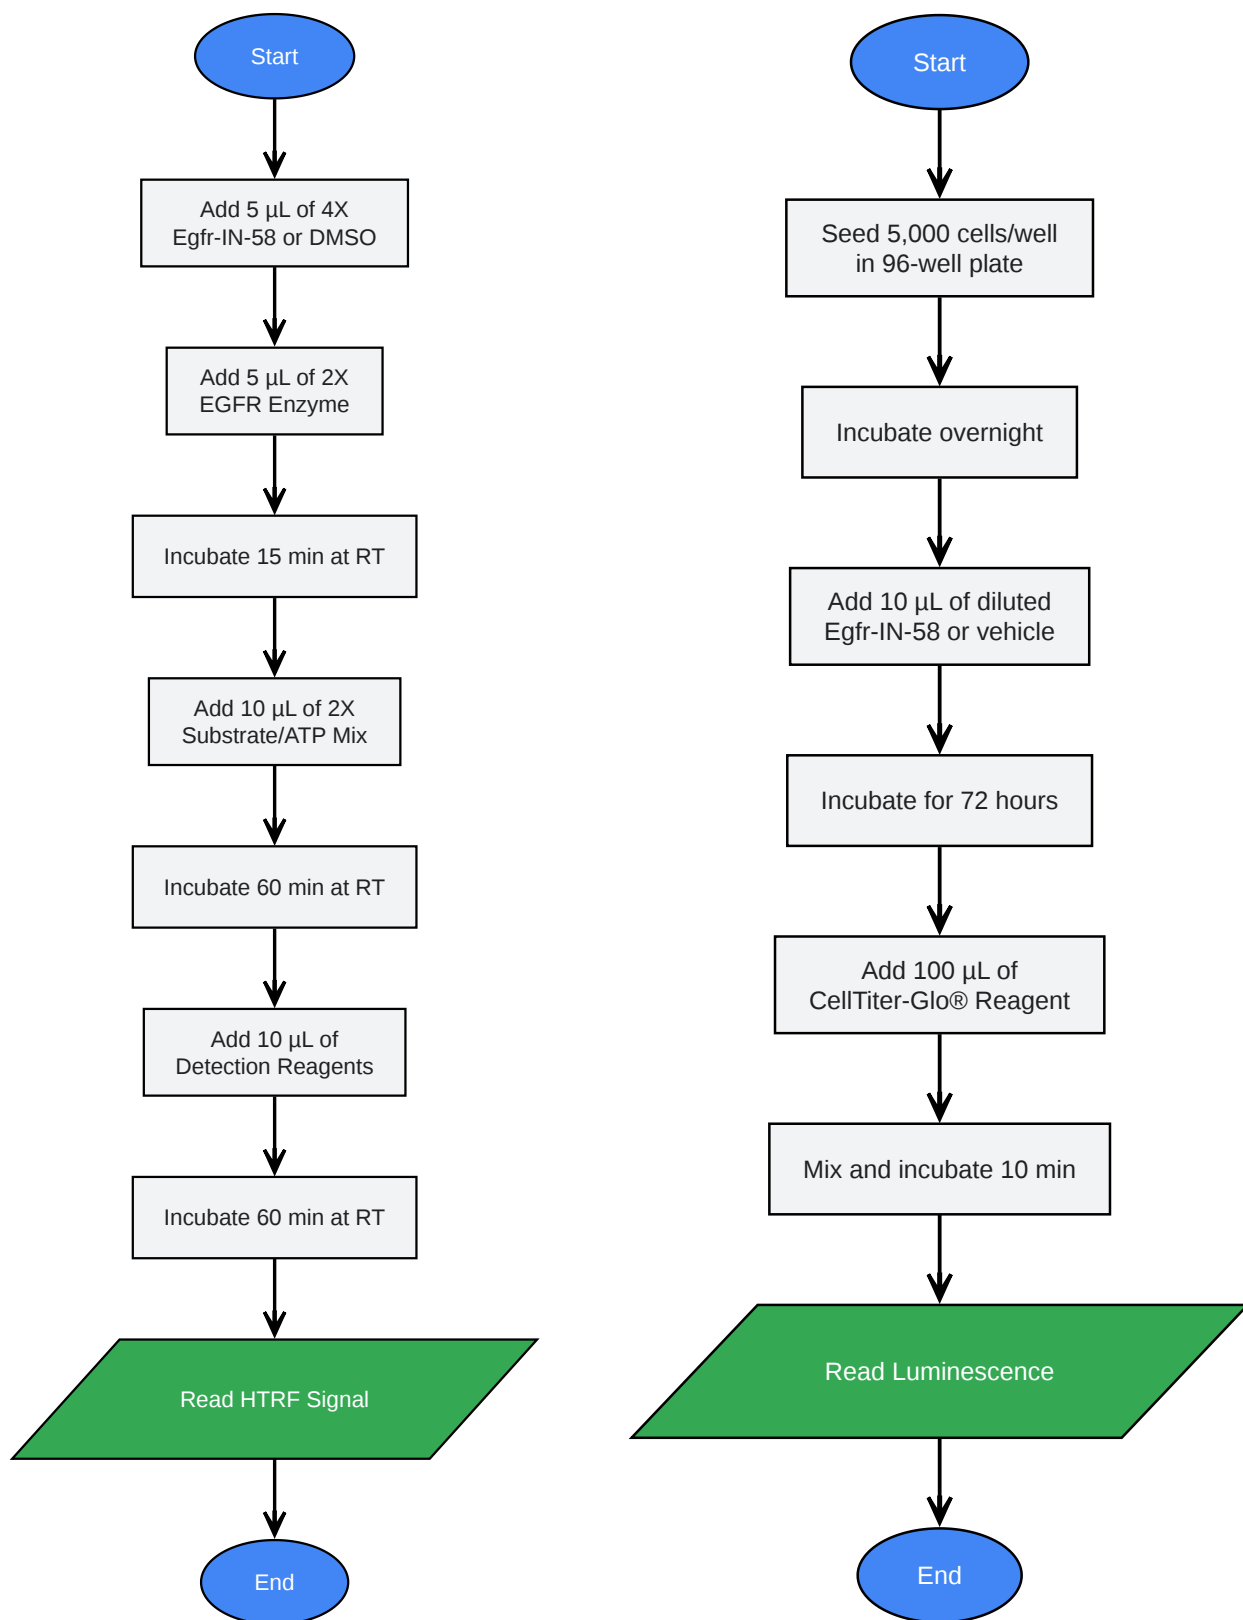 Start
Add 5 µL of 4X
Egfr-IN-58 or DMSO
Add 5 µL of 2X
EGFR Enzyme
Incubate 15 min at RT
Add 10 µL of 2X
Substrate/ATP Mix
Incubate 60 min at RT
Add 10 µL of
Detection Reagents
Incubate 60 min at RT
Read HTRF Signal
End
Start
Seed 5,000 cells/well
in 96-well plate
Incubate overnight
Add 10 µL of diluted
Egfr-IN-58 or vehicle
Incubate for 72 hours
Add 100 µL of
CellTiter-Glo® Reagent
Mix and incubate 10 min
Read Luminescence
End